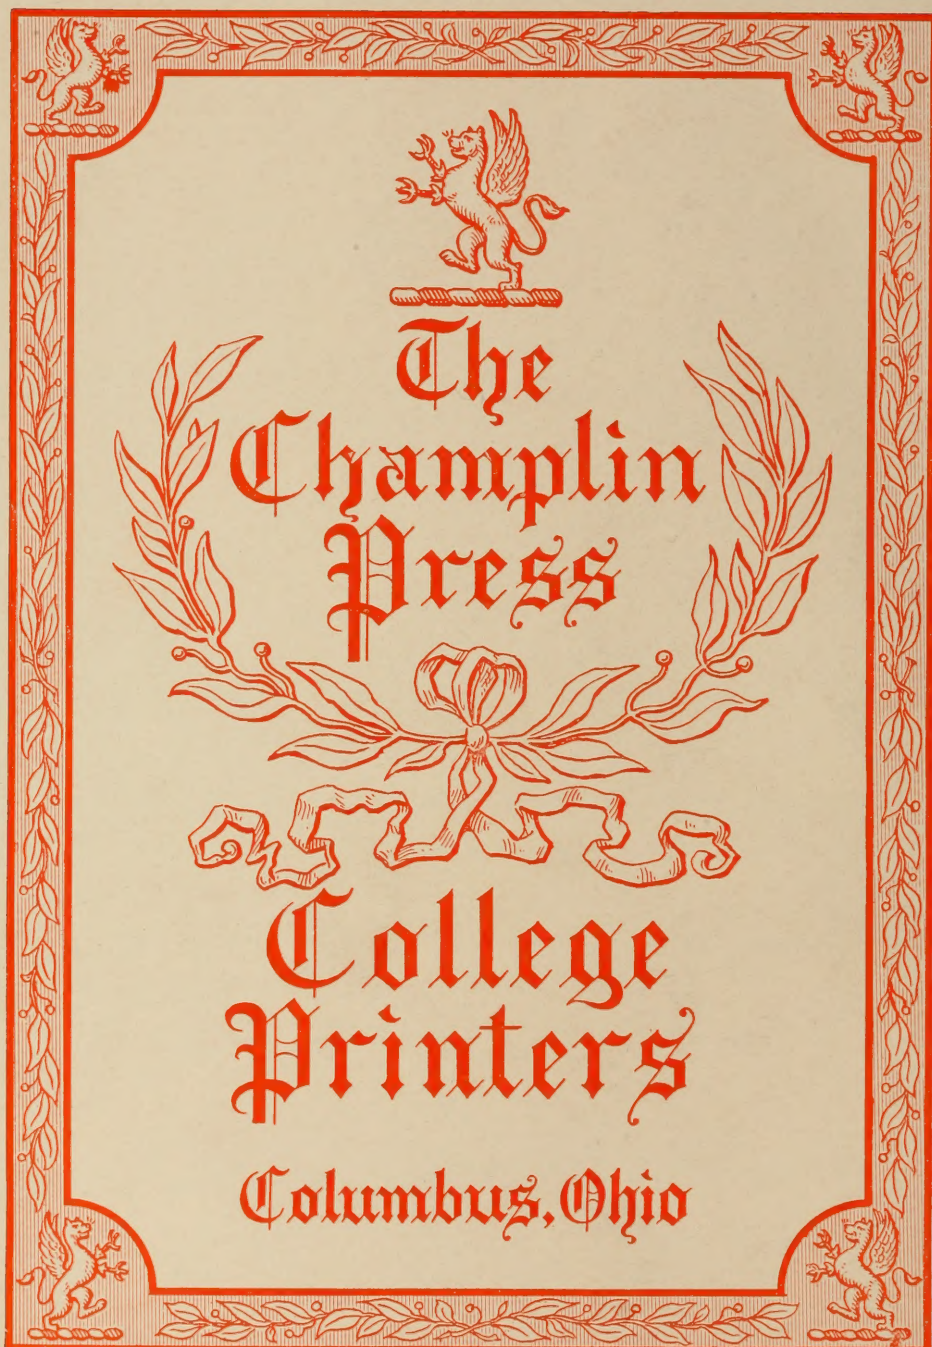 The
Champlin
Press
College
Printers
Columbus, Ohio